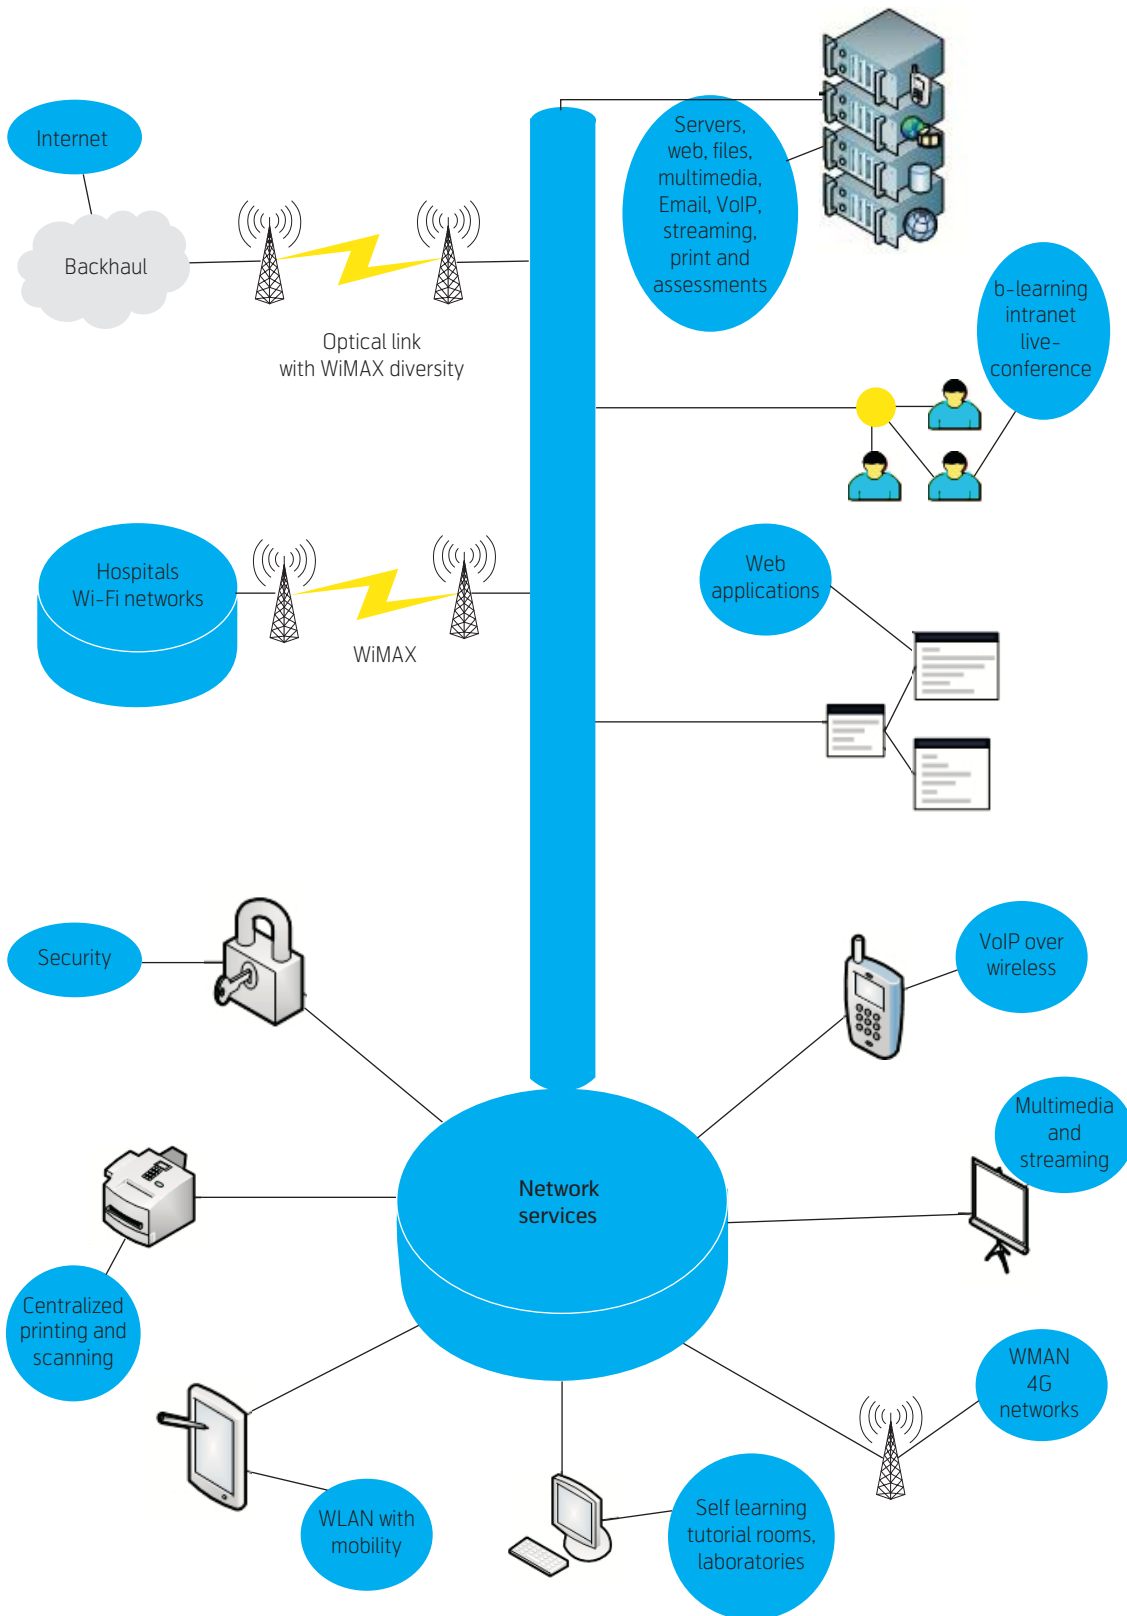 Internet
Backhaul
Optical link
with WiMAX diversity
Servers,
web, files,
multimedia,
Email, VoIP,
streaming,
print and
assessments
b-learning
intranet
live-
conference
Hospitals
Wi-Fi networks
WiMAX
Web
applications
Security
VoIP over
wireless
Multimedia
and
streaming
Network
services
Centralized
printing and
scanning
WMAN
4G
networks
WLAN with
mobility
Self learning
tutorial rooms,
laboratories